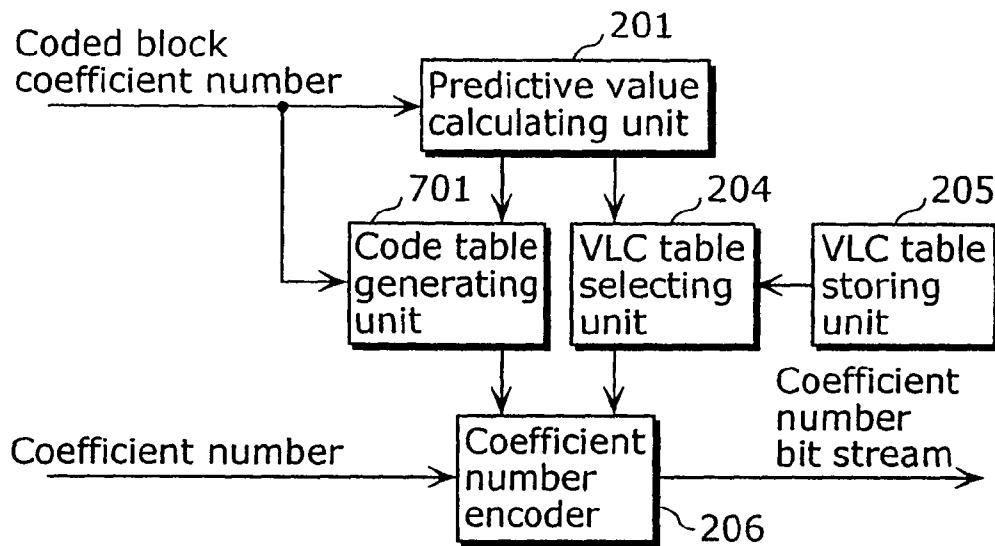 201
Coded block
coefficient number
Predictive value
calculating unit
701
204
205
Code table
generating
unit
VLC table
selecting
unit
VLC table
storing
unit
Coefficient
number
bit stream
Coefficient number
Coefficient
number
encoder
206